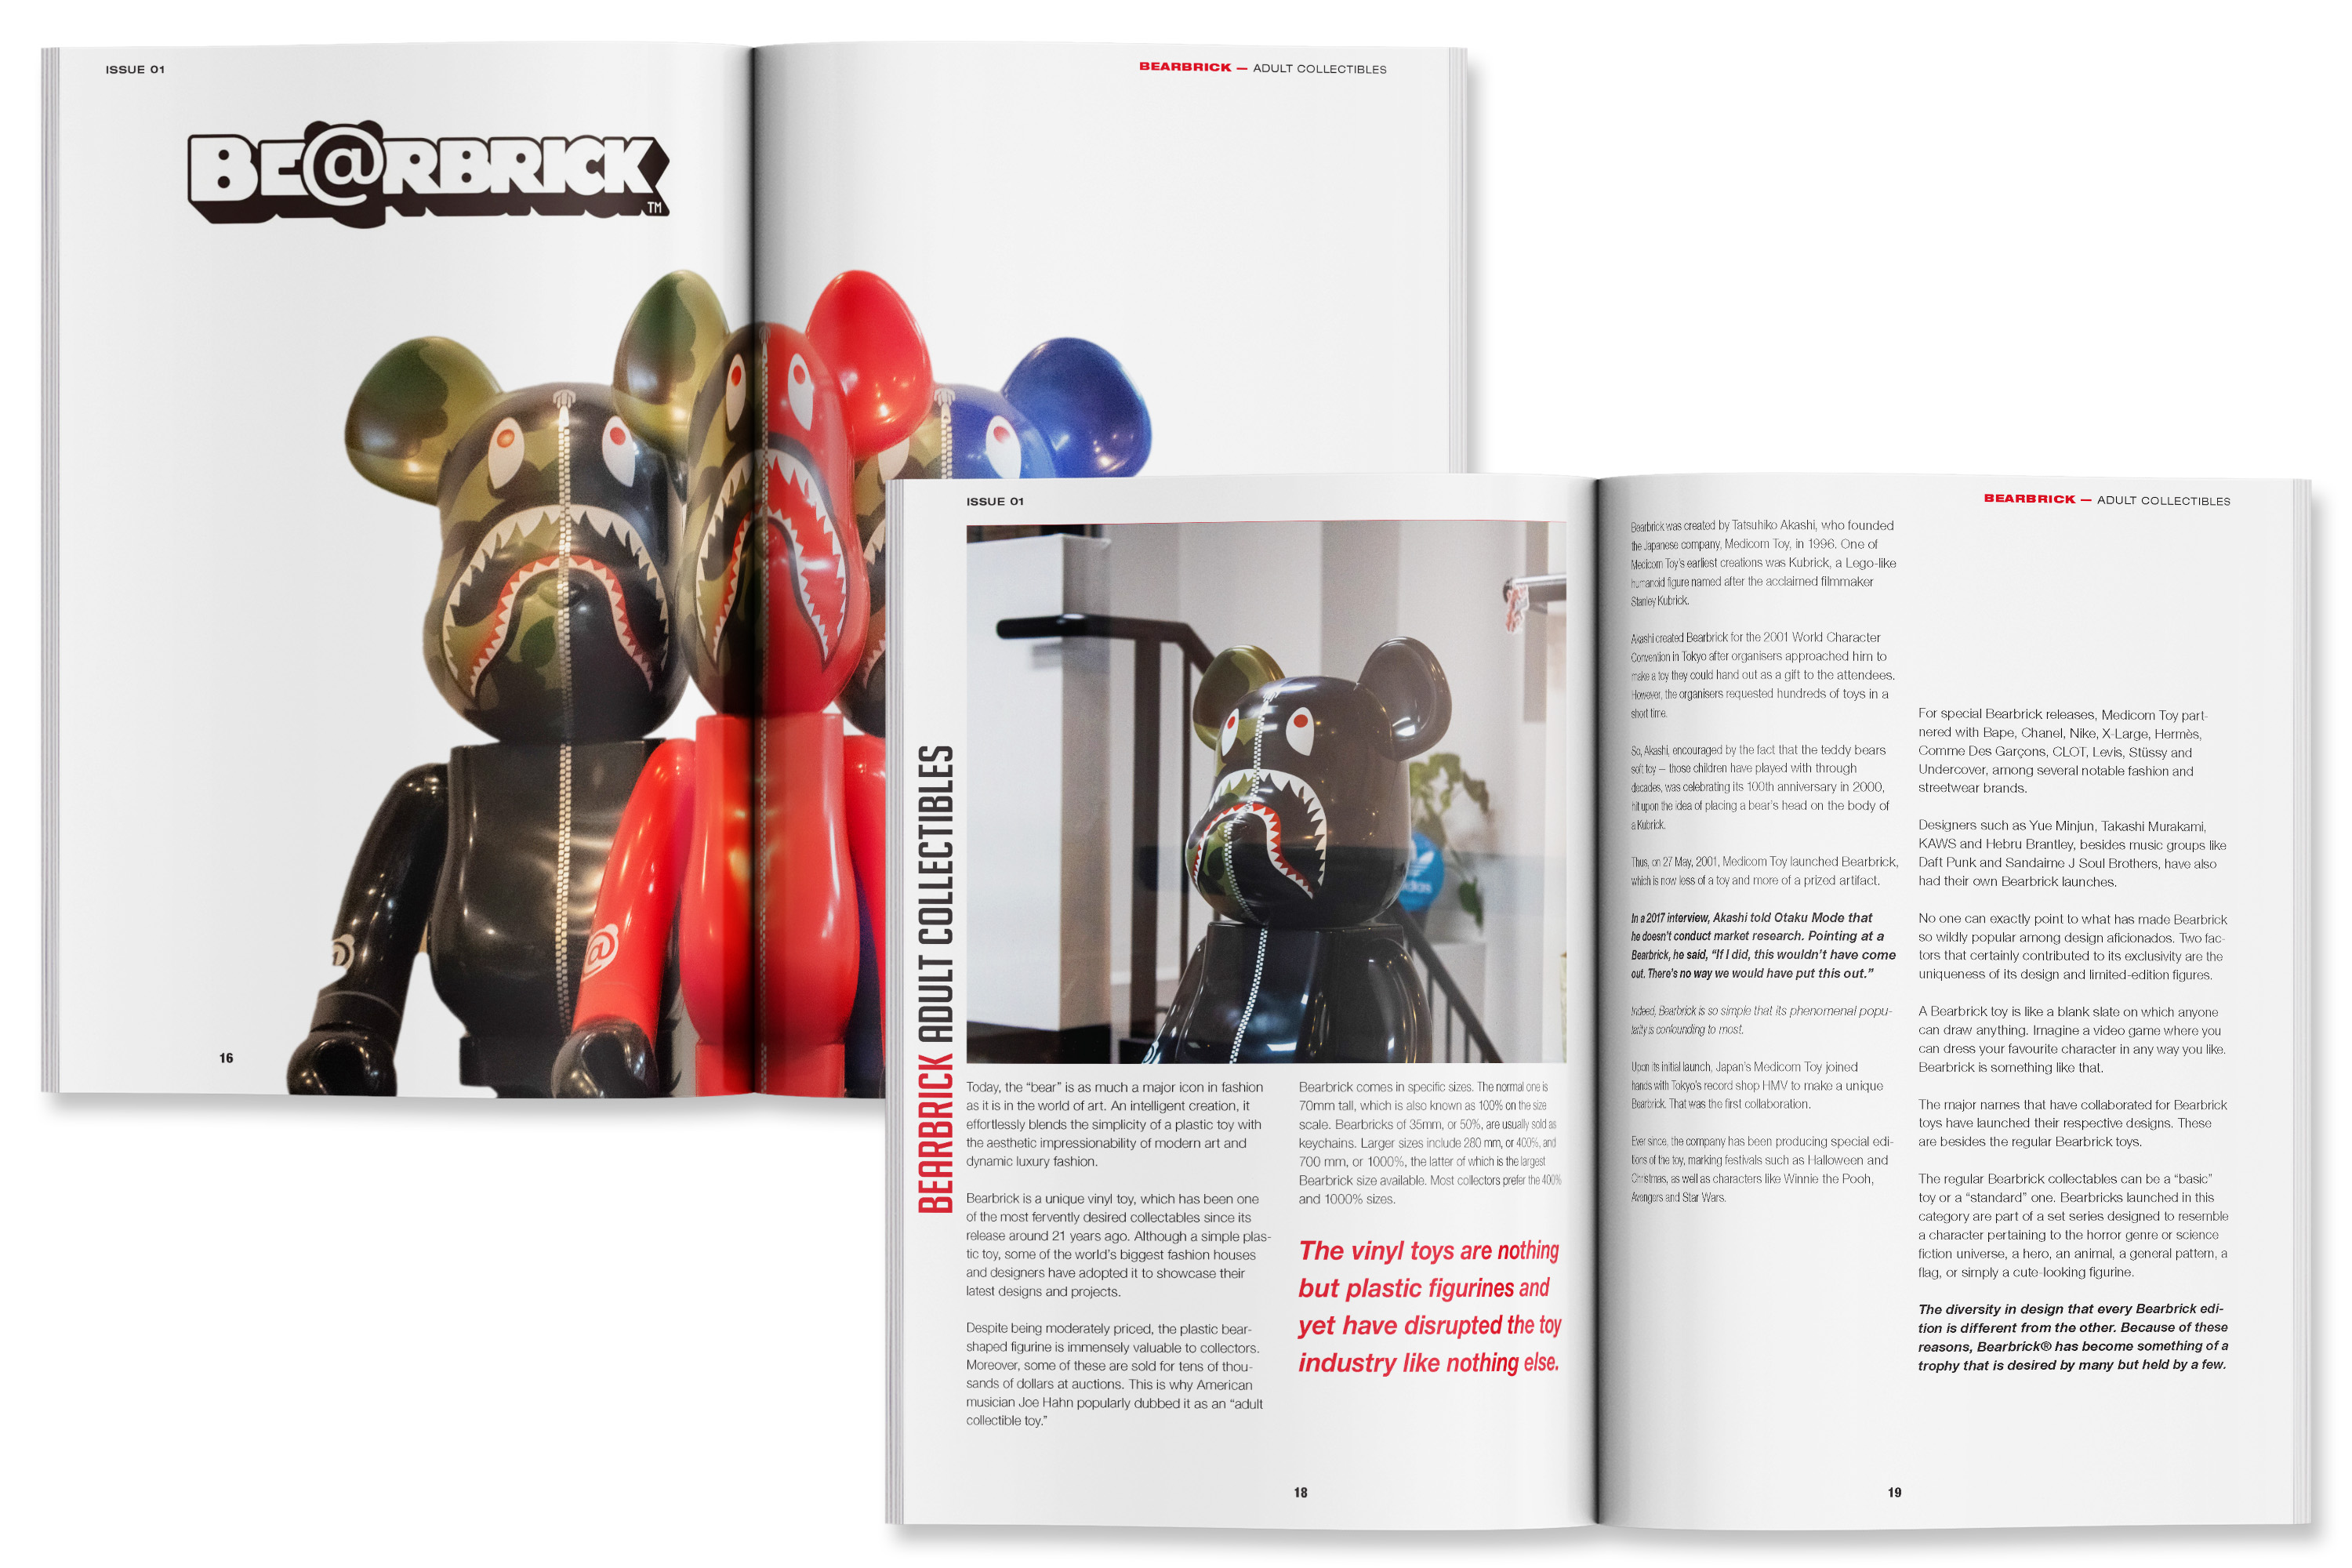 ISSUE 01
BEARBRICK — ADULT COLLECTIBLES
BE@RBRICK
TM
@
16
ISSUE 01
BEARBRICK ADULT COLLECTIBLES
adidas
Today, the “bear” is as much a major icon in fashion
as it is in the world of art. An intelligent creation, it
effortlessly blends the simplicity of a plastic toy with
the aesthetic impressionability of modern art and
dynamic luxury fashion.
Bearbrick is a unique vinyl toy, which has been one
of the most fervently desired collectables since its
release around 21 years ago. Although a simple plas-
tic toy, some of the world’s biggest fashion houses
and designers have adopted it to showcase their
latest designs and projects.
Despite being moderately priced, the plastic bear-
shaped figurine is immensely valuable to collectors.
Moreover, some of these are sold for tens of thou-
sands of dollars at auctions. This is why American
musician Joe Hahn popularly dubbed it as an “adult
collectible toy.”
Bearbrick comes in specific sizes. The normal one is
70mm tall, which is also known as 100% on the size
scale. Bearbricks of 35mm, or 50%, are usually sold as
keychains. Larger sizes include 280 mm, or 400%, and
700 mm, or 1000%, the latter of which is the largest
Bearbrick size available. Most collectors prefer the 400%
and 1000% sizes.
The vinyl toys are nothing
but plastic figurines and
yet have disrupted the toy
industry like nothing else.
18
BEARBRICK — ADULT COLLECTIBLES
Bearbrick was created by Tatsuhiko Akashi, who founded
the Japanese company, Medicom Toy, in 1996. One of
Medicom Toy’s earliest creations was Kubrick, a Lego-like
humanoid figure named after the acclaimed filmmaker
Stanley Kubrick.
Akashi created Bearbrick for the 2001 World Character
Convention in Tokyo after organisers approached him to
make a toy they could hand out as a gift to the attendees.
However, the organisers requested hundreds of toys in a
short time.
So, Akashi, encouraged by the fact that the teddy bears
soft toy – those children have played with through
decades, was celebrating its 100th anniversary in 2000,
hit upon the idea of placing a bear’s head on the body of
a Kubrick.
Thus, on 27 May, 2001, Medicom Toy launched Bearbrick,
which is now less of a toy and more of a prized artifact.
In a 2017 interview, Akashi told Otaku Mode that
he doesn’t conduct market research. Pointing at a
Bearbrick, he said, “If I did, this wouldn’t have come
out. There’s no way we would have put this out.”
Indeed, Bearbrick is so simple that its phenomenal popu-
larity is confounding to most.
Upon its initial launch, Japan’s Medicom Toy joined
hands with Tokyo’s record shop HMV to make a unique
Bearbrick. That was the first collaboration.
Ever since, the company has been producing special edi-
tions of the toy, marking festivals such as Halloween and
Christmas, as well as characters like Winnie the Pooh,
Avengers and Star Wars.
For special Bearbrick releases, Medicom Toy part-
nered with Bape, Chanel, Nike, X-Large, Hermès,
Comme Des Garçons, CLOT, Levis, Stüssy and
Undercover, among several notable fashion and
streetwear brands.
Designers such as Yue Minjun, Takashi Murakami,
KAWS and Hebru Brantley, besides music groups like
Daft Punk and Sandaime J Soul Brothers, have also
had their own Bearbrick launches.
No one can exactly point to what has made Bearbrick
so wildly popular among design aficionados. Two fac-
tors that certainly contributed to its exclusivity are the
uniqueness of its design and limited-edition figures.
A Bearbrick toy is like a blank slate on which anyone
can draw anything. Imagine a video game where you
can dress your favourite character in any way you like.
Bearbrick is something like that.
The major names that have collaborated for Bearbrick
toys have launched their respective designs. These
are besides the regular Bearbrick toys.
The regular Bearbrick collectables can be a “basic”
toy or a “standard” one. Bearbricks launched in this
category are part of a set series designed to resemble
a character pertaining to the horror genre or science
fiction universe, a hero, an animal, a general pattern, a
flag, or simply a cute-looking figurine.
The diversity in design that every Bearbrick edi-
tion is different from the other. Because of these
reasons, Bearbrick® has become something of a
trophy that is desired by many but held by a few.
19